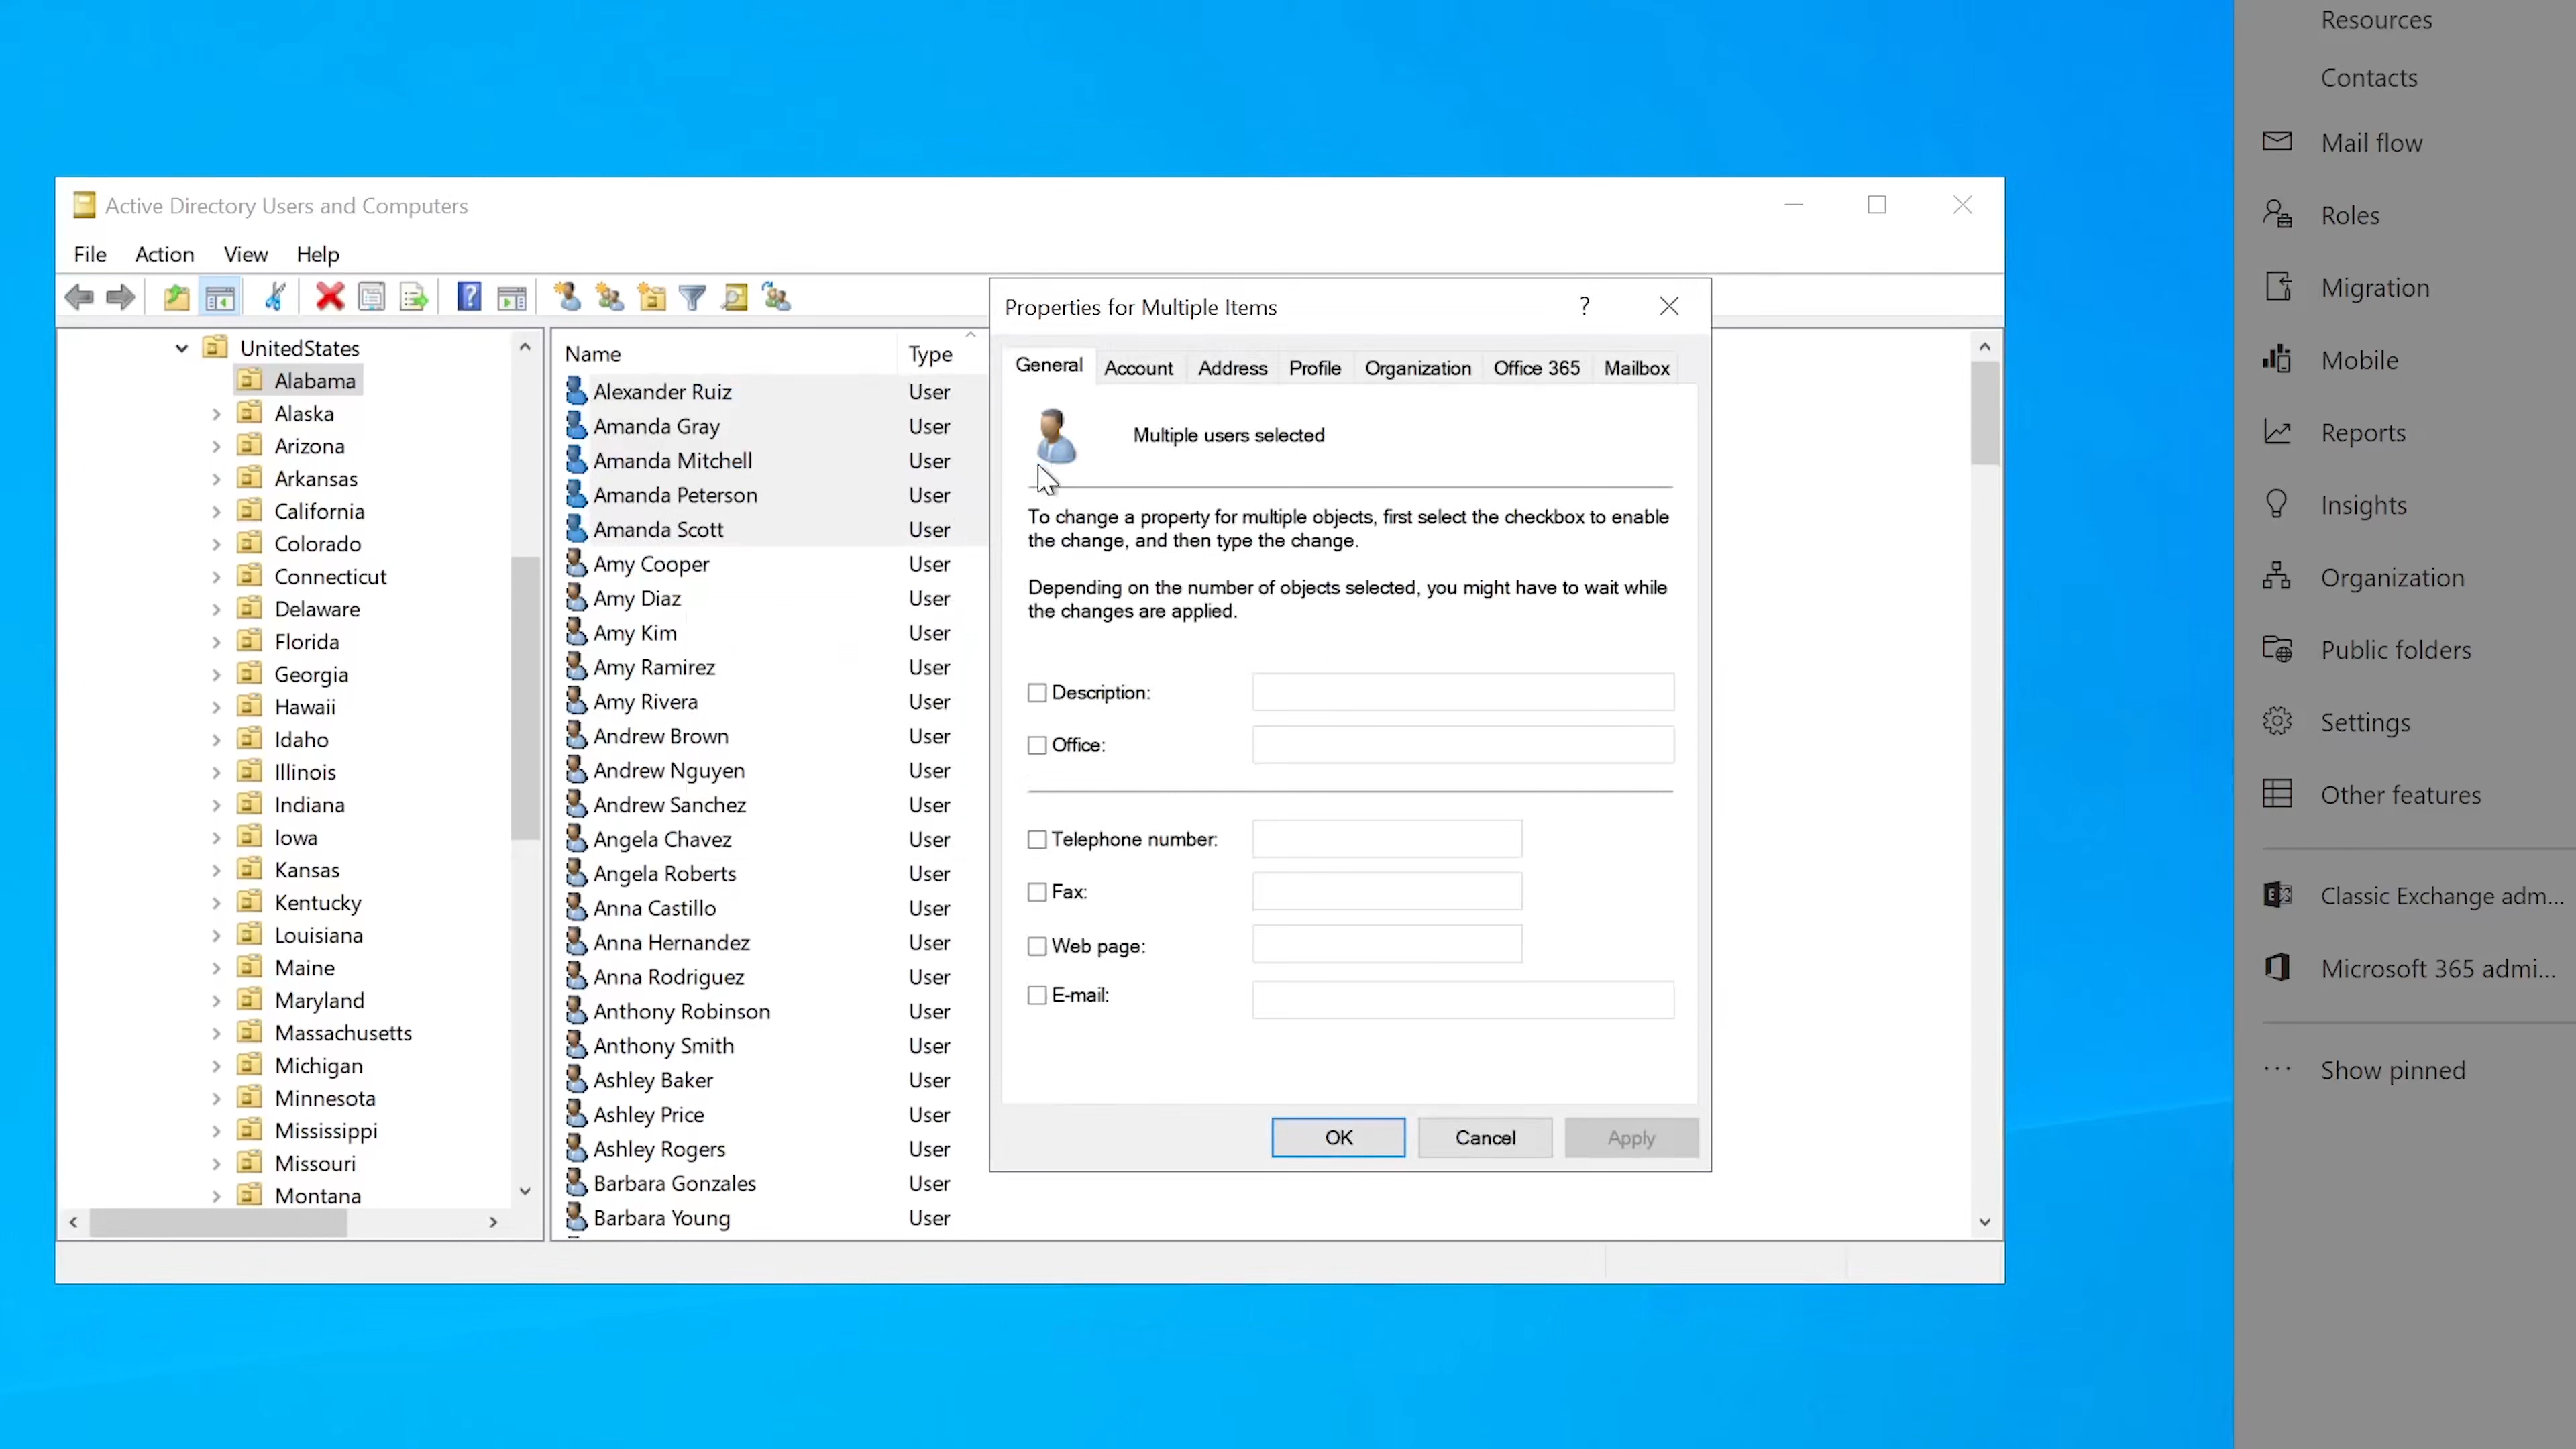 Active Directory Users and Computers
File Action View Help
UnitedStates
Alabama
Alaska
Arizona
Arkansas
California
Colorado
Connecticut
Delaware
Florida
Georgia
Hawaii
Idaho
Illinois
Indiana
Iowa
Kansas
Kentucky
Louisiana
Maine
Maryland
Massachusetts
Michigan
Minnesota
Mississippi
Missouri
Montana
Name Type
Alexander Ruiz User
Amanda Gray User
Amanda Mitchell User
Amanda Peterson User
Amanda Scott User
Amy Cooper User
Amy Diaz User
Amy Kim User
Amy Ramirez User
Amy Rivera User
Andrew Brown User
Andrew Nguyen User
Andrew Sanchez User
Angela Chavez User
Angela Roberts User
Anna Castillo User
Anna Hernandez User
Anna Rodriguez User
Anthony Robinson User
Anthony Smith User
Ashley Baker User
Ashley Price User
Ashley Rogers User
Barbara Gonzales User
Barbara Young User
Properties for Multiple Items ?
General Account Address Profile Organization Office 365 Mailbox
Multiple users selected
To change a property for multiple objects, first select the checkbox to enable
the change, and then type the change.
Depending on the number of objects selected, you might have to wait while
the changes are applied.
Description:
Office:
Telephone number:
Fax:
Web page:
E-mail:
OK Cancel Apply
Resources
Contacts
Mail flow
Roles
Migration
Mobile
Reports
Insights
Organization
Public folders
Settings
Other features
Classic Exchange adm...
Microsoft 365 admi...
Show pinned